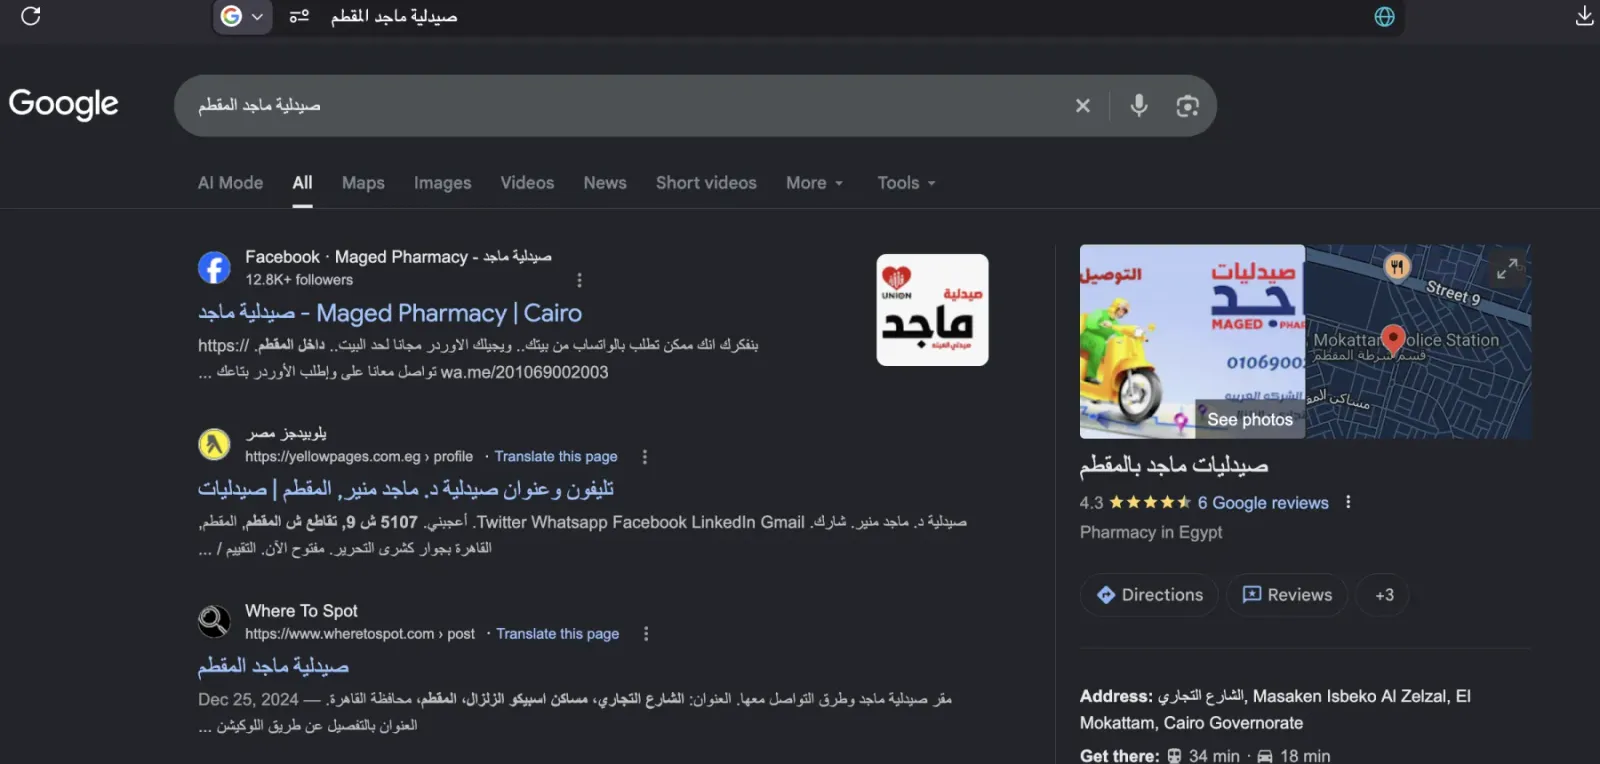 صيدلية ماجد المقطم
Google
صيدلية ماجد المقطم
AI Mode
All
Maps
Images
Videos
News
Short videos
More
Tools
Facebook · Maged Pharmacy - صيدلية ماجد
12.8K+ followers
صيدلية ماجد - Maged Pharmacy | Cairo
بنفكرك انك ممكن تطلب بالواتساب من بيتك.. ويجيلك الاوردر مجانا لحد البيت.. داخل المقطم. https://
wa.me/201069002003 تواصل معانا على وإطلب الأوردر بتاعك ...
UNION
صيدلية
ماجد
يلوبيدجز مصر
https://yellowpages.com.eg › profile · Translate this page
تليفون وعنوان صيدلية د. ماجد منير, المقطم | صيدليات
صيدلية د. ماجد منير. شارك. Twitter Whatsapp Facebook LinkedIn Gmail. أعجبني. 5107 ش 9, تقاطع ش المقطم, المقطم,
القاهرة بجوار كشرى التحرير. مفتوح الآن. التقييم / ...
Where To Spot
https://www.wheretospot.com › post · Translate this page
صيدلية ماجد المقطم
Dec 25, 2024 — مقر صيدلية ماجد وطرق التواصل معها. العنوان: الشارع التجاري، مساكن اسبيكو الزلزال، المقطم، محافظة القاهرة.
العنوان بالتفصيل عن طريق اللوكيشن ...
التوصيل
صيدليات
MAGED
010690
See photos
Street 9
Mokattam Police Station
قسم شرطة المقطم
صيدليات ماجد بالمقطم
4.3 6 Google reviews
Pharmacy in Egypt
Directions
Reviews
+3
Address: الشارع التجاري, Masaken Isbeko Al Zelzal, El
Mokattam, Cairo Governorate
Get there: 34 min · 18 min